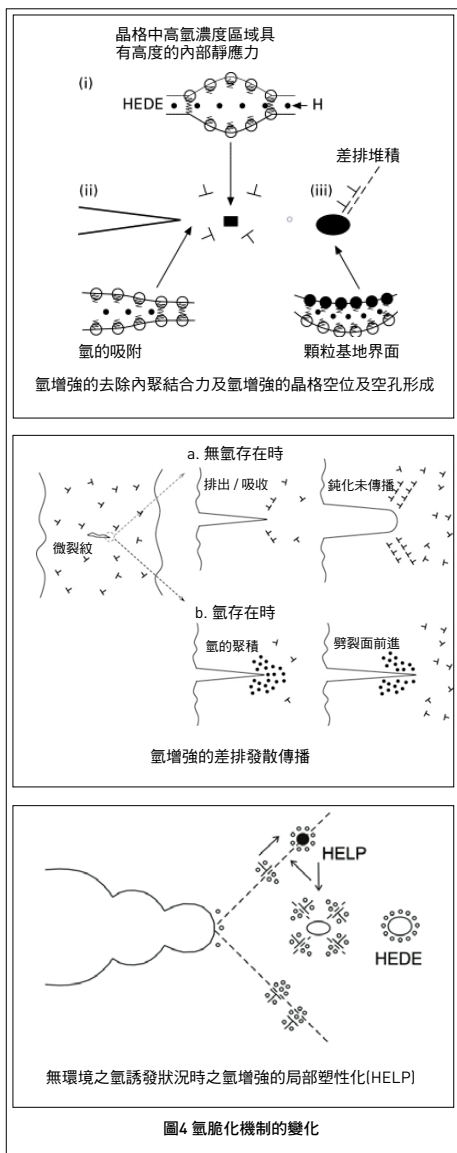 晶格中高氫濃度區域具
有高度的內部靜應力
(i)
HEDE
H
差排堆積
(ii)
(iii)
氫的吸附
顆粒基地界面
氫增強的去除內聚結合力及氫增強的晶格空位及空孔形成
a. 無氫存在時
排出 / 吸收
鈍化未傳播
微裂紋
b. 氫存在時
氫的聚積
劈裂面前進
氫增強的差排發散傳播
HELP
HEDE
無環境之氫誘發狀況時之氫增強的局部塑性化(HELP)
圖4 氫脆化機制的變化